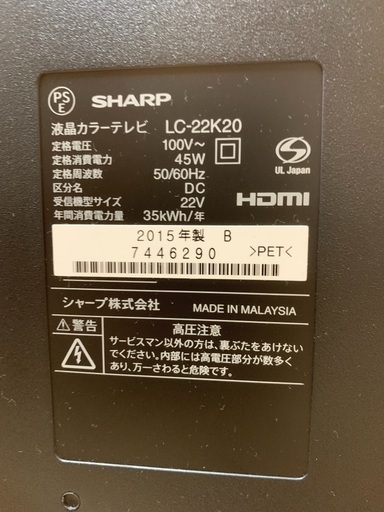 PS
E
SHARP
液晶カラーテレビ LC-22K20
定格電圧 100V～
定格消費電力 45W
定格周波数 50/60Hz
区分名 DC
受信機型サイズ 22V
年間消費電力量 35kWh/年
UL Japan
HDMI
2015年製 B
7446290
>PET<
シャープ株式会社 MADE IN MALAYSIA
⚠警告 高圧注意
サービスマン以外の方は、裏ぶたをあけない
でください。内部には高電圧部分が数多く
あり、万一さわると危険です。